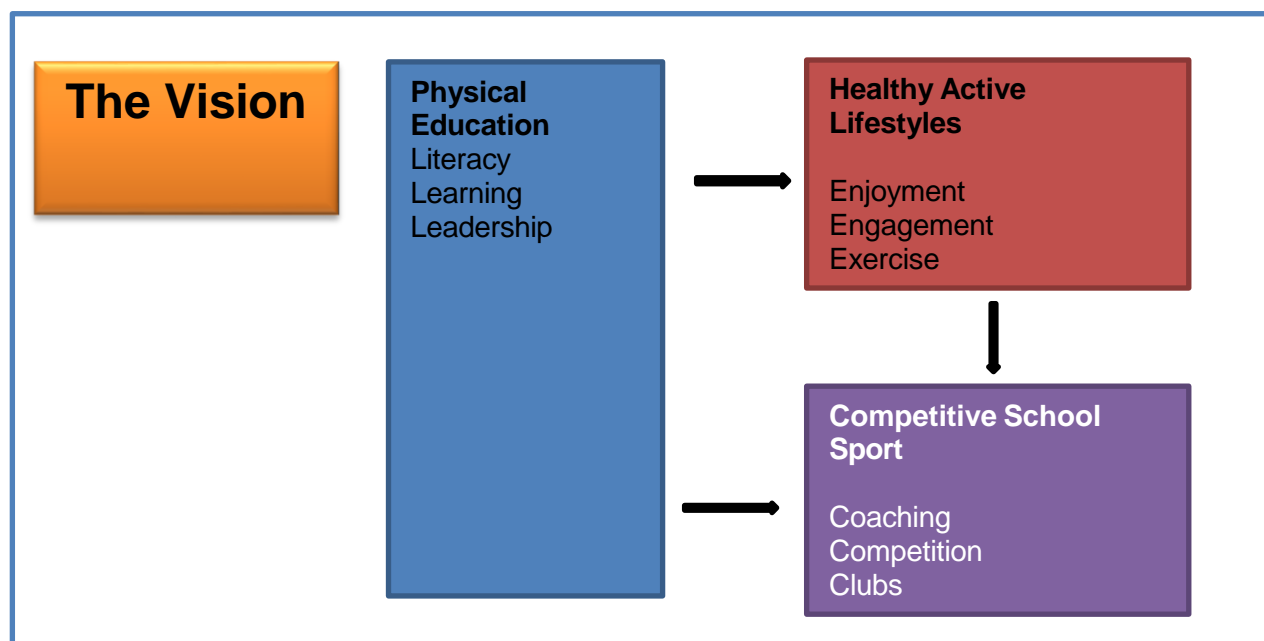 The Vision
Physical
Education
Literacy
Learning
Leadership
Healthy Active
Lifestyles
Enjoyment
Engagement
Exercise
Competitive School
Sport
Coaching
Competition
Clubs